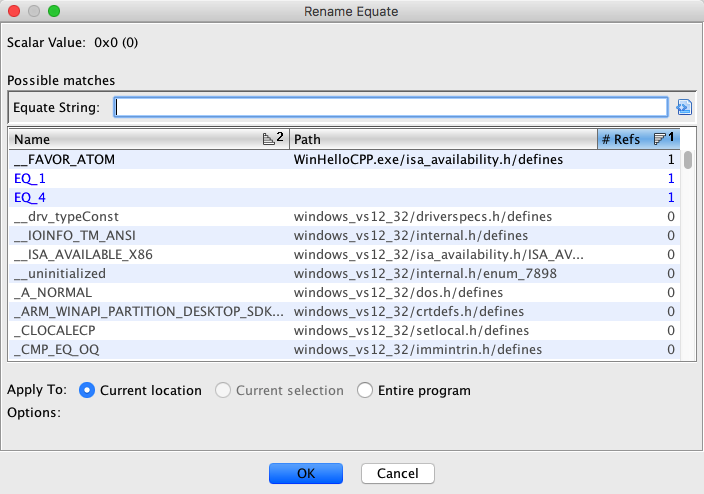 Rename Equate
Scalar Value: 0x0 (0)
Possible matches
Equate String:
Name 2 Path # Refs 1
__FAVOR_ATOM WinHelloCPP.exe/isa_availability.h/defines 1
EQ_1 1
EQ_4 1
__drv_typeConst windows_vs12_32/driverspecs.h/defines 0
__IOINFO_TM_ANSI windows_vs12_32/internal.h/defines 0
__ISA_AVAILABLE_X86 windows_vs12_32/isa_availability.h/ISA_AV... 0
__uninitialized windows_vs12_32/internal.h/enum_7898 0
_A_NORMAL windows_vs12_32/dos.h/defines 0
_ARM_WINAPI_PARTITION_DESKTOP_SDK... windows_vs12_32/crtdefs.h/defines 0
_CLOCALECP windows_vs12_32/setlocal.h/defines 0
_CMP_EQ_OQ windows_vs12_32/immintrin.h/defines 0
Apply To: Current location Current selection Entire program
Options:
OK Cancel